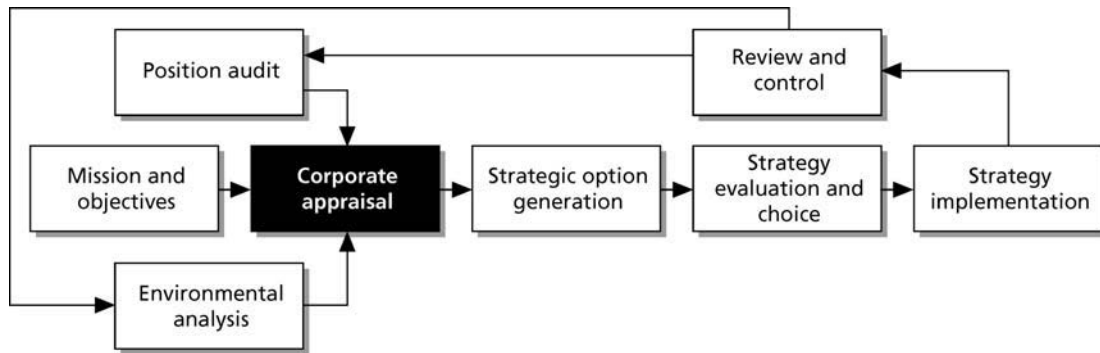 Position audit
Review and
control
Mission and
objectives
Corporate
appraisal
Strategic option
generation
Strategy
evaluation and
choice
Strategy
implementation
Environmental
analysis